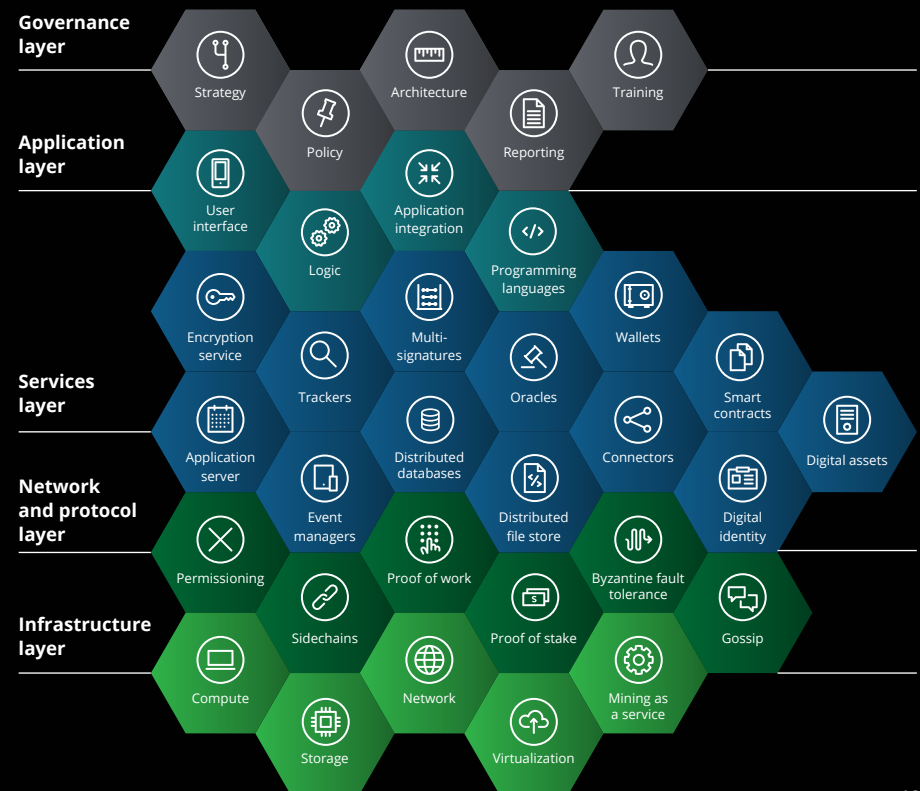 Governance
layer
Strategy
Architecture
Training
Policy
Reporting
Application
layer
User
interface
Application
integration
Logic
Programming
languages
Services
layer
Encryption
service
Multi-
signatures
Wallets
Trackers
Oracles
Smart
contracts
Application
server
Distributed
databases
Connectors
Digital assets
Event
managers
Distributed
file store
Digital
identity
Network
and protocol
layer
Permissioning
Proof of work
Byzantine fault
tolerance
Sidechains
Proof of stake
Gossip
Infrastructure
layer
Compute
Network
Mining as
a service
Storage
Virtualization